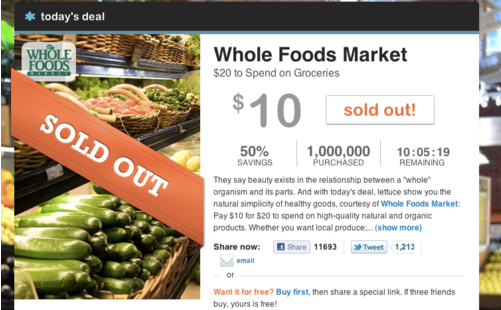 today's deal
WHOLE
FOODS
MARKET
SOLD OUT
Whole Foods Market
$20 to Spend on Groceries
$10
sold out!
50%
SAVINGS
1,000,000
PURCHASED
10:05:19
REMAINING
They say beauty exists in the relationship between a "whole"
organism and its parts. And with today's deal, lettuce show you the
natural simplicity of healthy goods, courtesy of Whole Foods Market:
Pay $10 for $20 to spend on high-quality natural and organic
products. Whether you want local produce;... (show more)
Share now: Share 11693 Tweet 1,213
email
or
Want it for free? Buy first, then share a special link. If three friends
buy, yours is free!